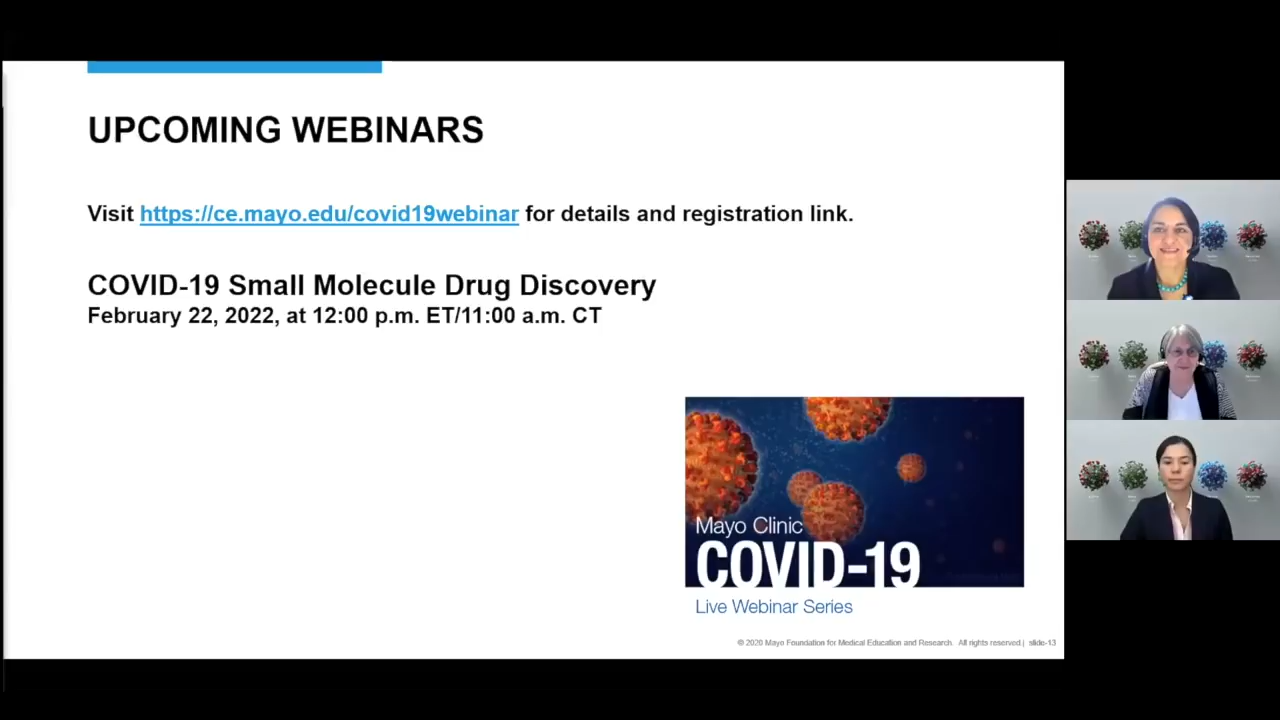 UPCOMING WEBINARS
Visit https://ce.mayo.edu/covid19webinar for details and registration link.
COVID-19 Small Molecule Drug Discovery
February 22, 2022, at 12:00 p.m. ET/11:00 a.m. CT
Mayo Clinic
COVID-19
Live Webinar Series
© 2020 Mayo Foundation for Medical Education and Research. All rights reserved | slide-13